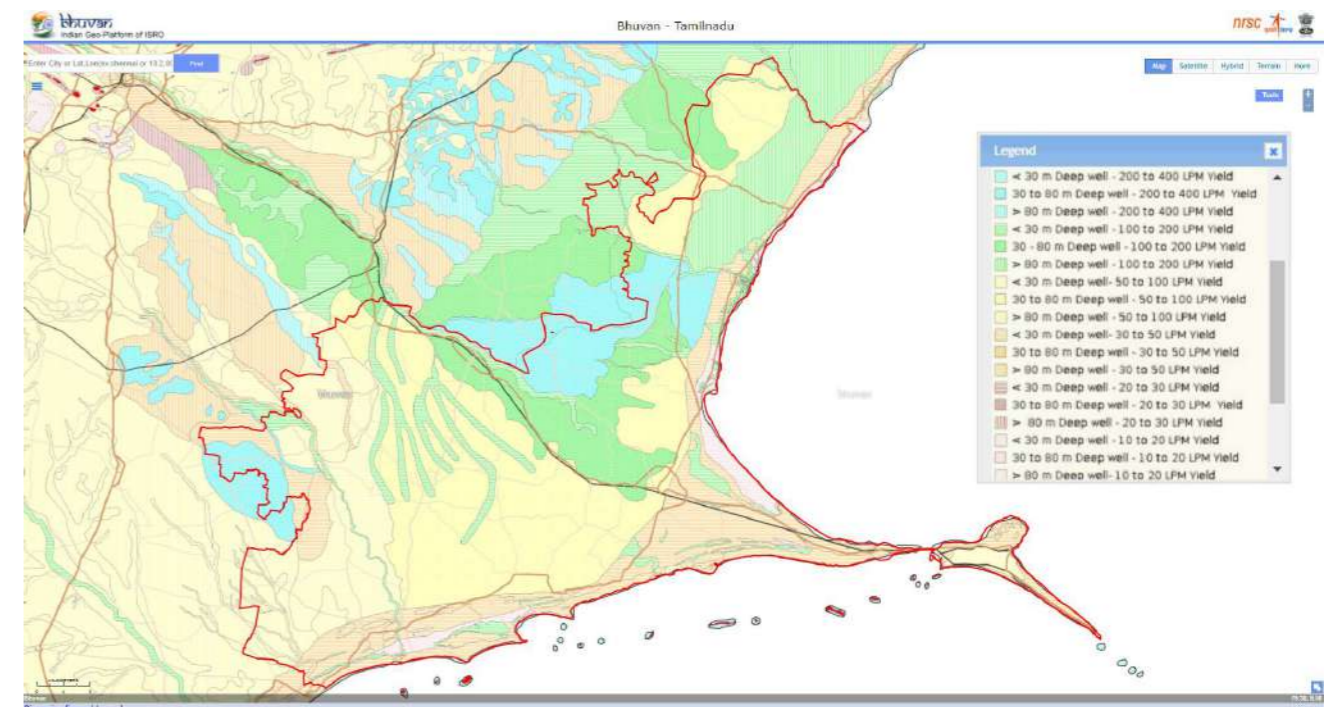 bhuvan
Indian Geo-Platform of ISRO
Bhuvan - Tamilnadu
nrsc
Map Satellite Hybrid Terrain more
Tools
Legend
< 30 m Deep well - 200 to 400 LPM Yield
30 to 80 m Deep well - 200 to 400 LPM Yield
> 80 m Deep well - 200 to 400 LPM Yield
< 30 m Deep well - 100 to 200 LPM Yield
30 - 80 m Deep well - 100 to 200 LPM Yield
> 80 m Deep well - 100 to 200 LPM Yield
< 30 m Deep well- 50 to 100 LPM Yield
30 to 80 m Deep well - 50 to 100 LPM Yield
> 80 m Deep well - 50 to 100 LPM Yield
< 30 m Deep well- 30 to 50 LPM Yield
30 to 80 m Deep well - 30 to 50 LPM Yield
> 80 m Deep well - 30 to 50 LPM Yield
< 30 m Deep well - 20 to 30 LPM Yield
30 to 80 m Deep well - 20 to 30 LPM Yield
> 80 m Deep well - 20 to 30 LPM Yield
< 30 m Deep well - 10 to 20 LPM Yield
30 to 80 m Deep well - 10 to 20 LPM Yield
> 80 m Deep well- 10 to 20 LPM Yield
Bhuvan
Bhuvan